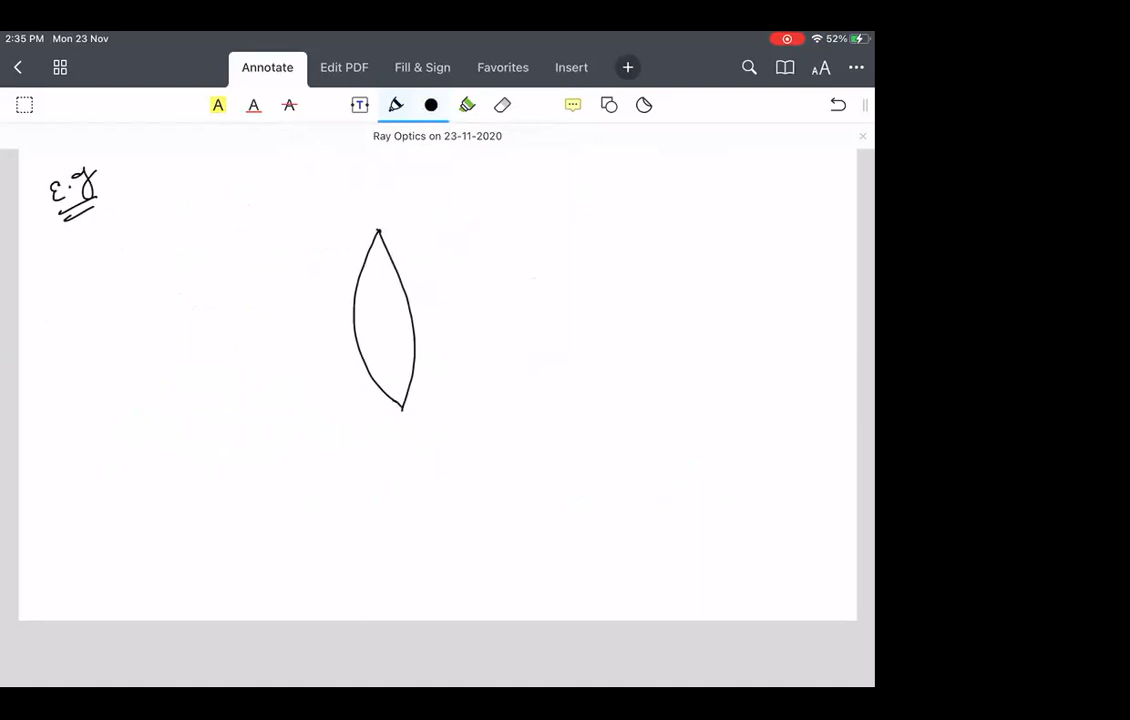 2:35 PM Mon 23 Nov 52%
Annotate Edit PDF Fill & Sign Favorites Insert
A A A T AA
Ray Optics on 23-11-2020
E.g